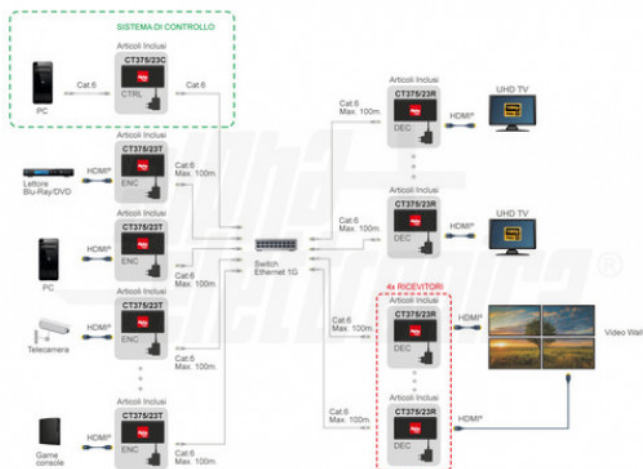 SISTEMA DI CONTROLLO
Articoli Inclusi
CT375/23C
CTRL
Cat.6
Cat.6
PC
Articoli Inclusi
CT375/23T
ENC
HDMI®
Lettore
Blu-Ray/DVD
Cat.6
Max. 100m.
Articoli Inclusi
CT375/23T
ENC
HDMI®
PC
Cat.6
Max. 100m.
Articoli Inclusi
CT375/23T
ENC
HDMI®
Telecamera
Cat.6
Max. 100m.
Articoli Inclusi
CT375/23T
ENC
HDMI®
Game
console
Cat.6
Max. 100m.
Switch
Ethernet 1G
Articoli Inclusi
CT375/23R
DEC
Cat.6
Max. 100m.
HDMI®
UHD TV
Articoli Inclusi
CT375/23R
DEC
Cat.6
Max. 100m.
HDMI®
UHD TV
4x RICEVITORI
Articoli Inclusi
CT375/23R
DEC
Cat.6
Max. 100m.
HDMI®
Video Wall
Articoli Inclusi
CT375/23R
DEC
Cat.6
Max. 100m.
HDMI®
alpha
elettronica®